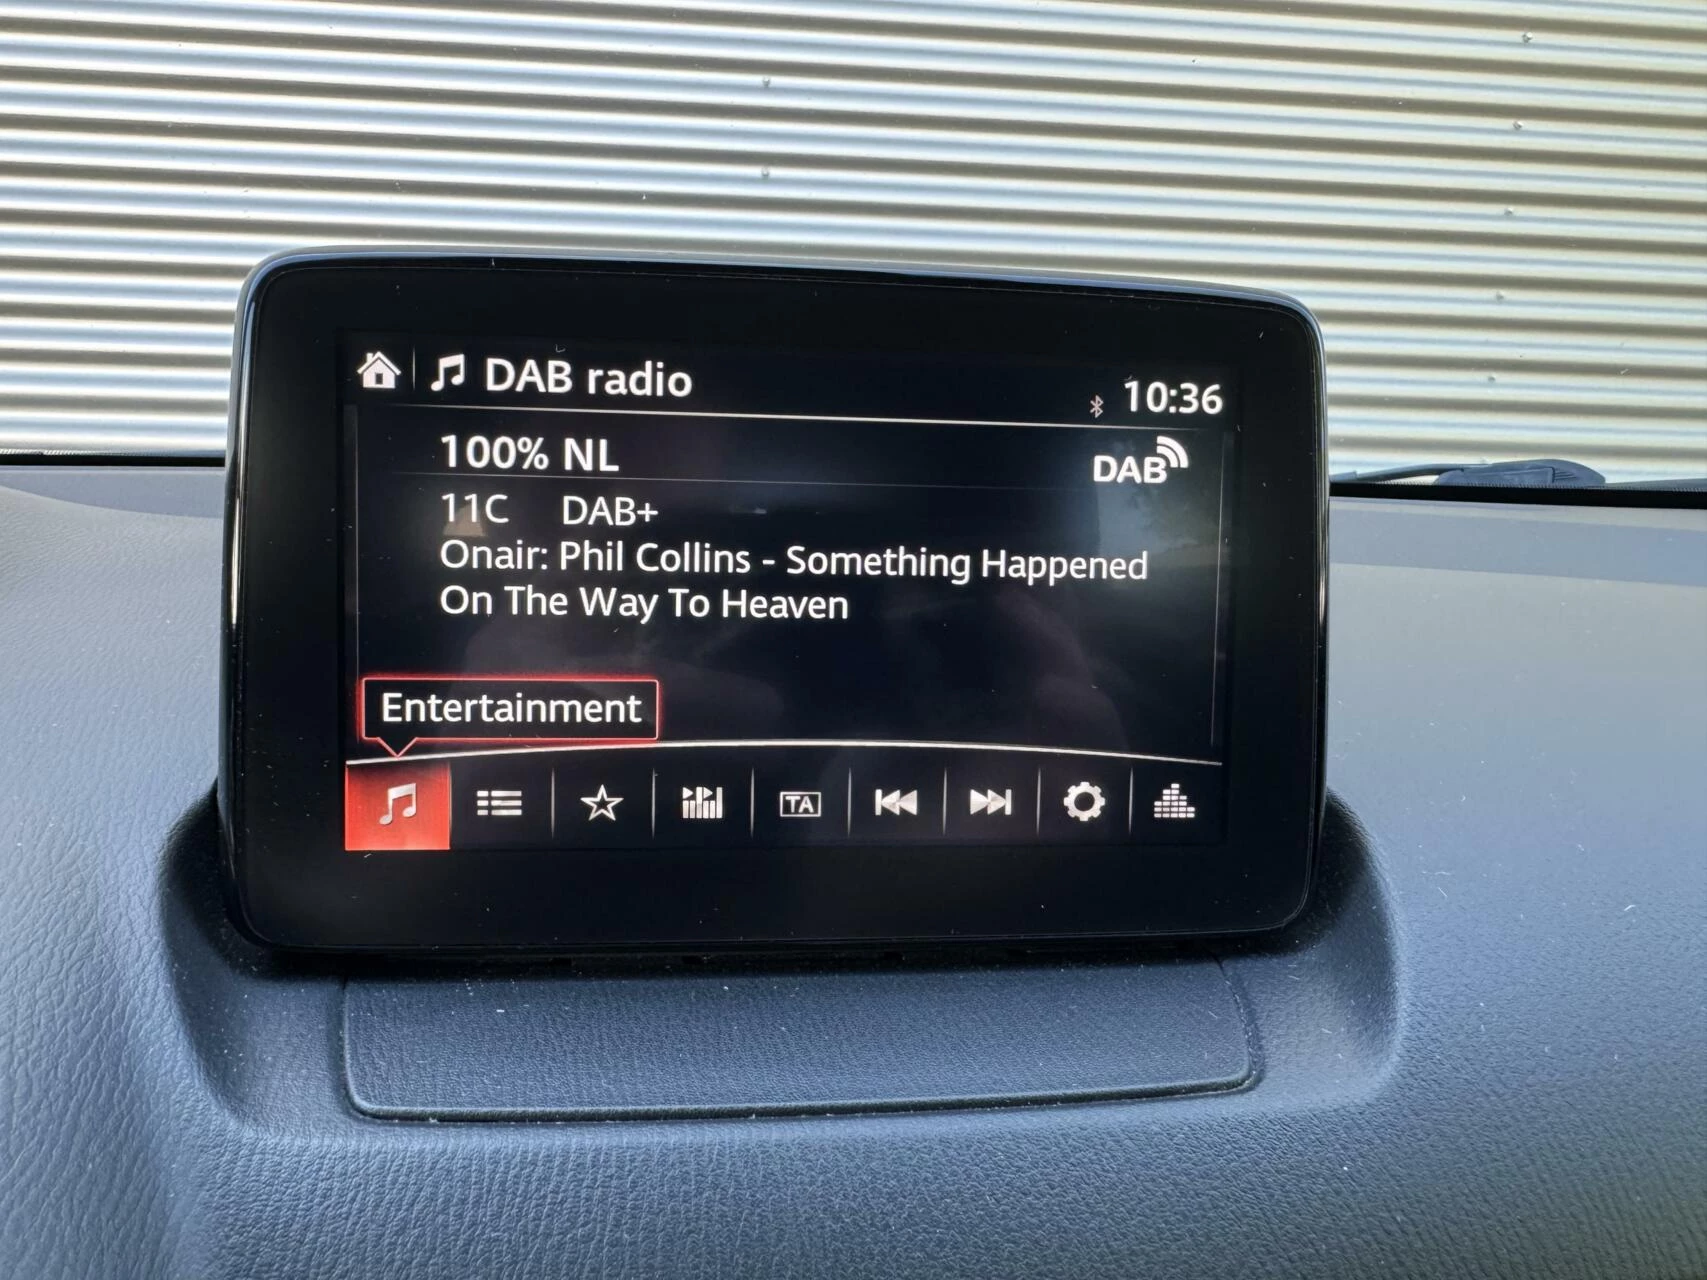 DAB radio
10:36
100% NL
DAB
11C DAB+
Onair: Phil Collins - Something Happened
On The Way To Heaven
Entertainment
TA